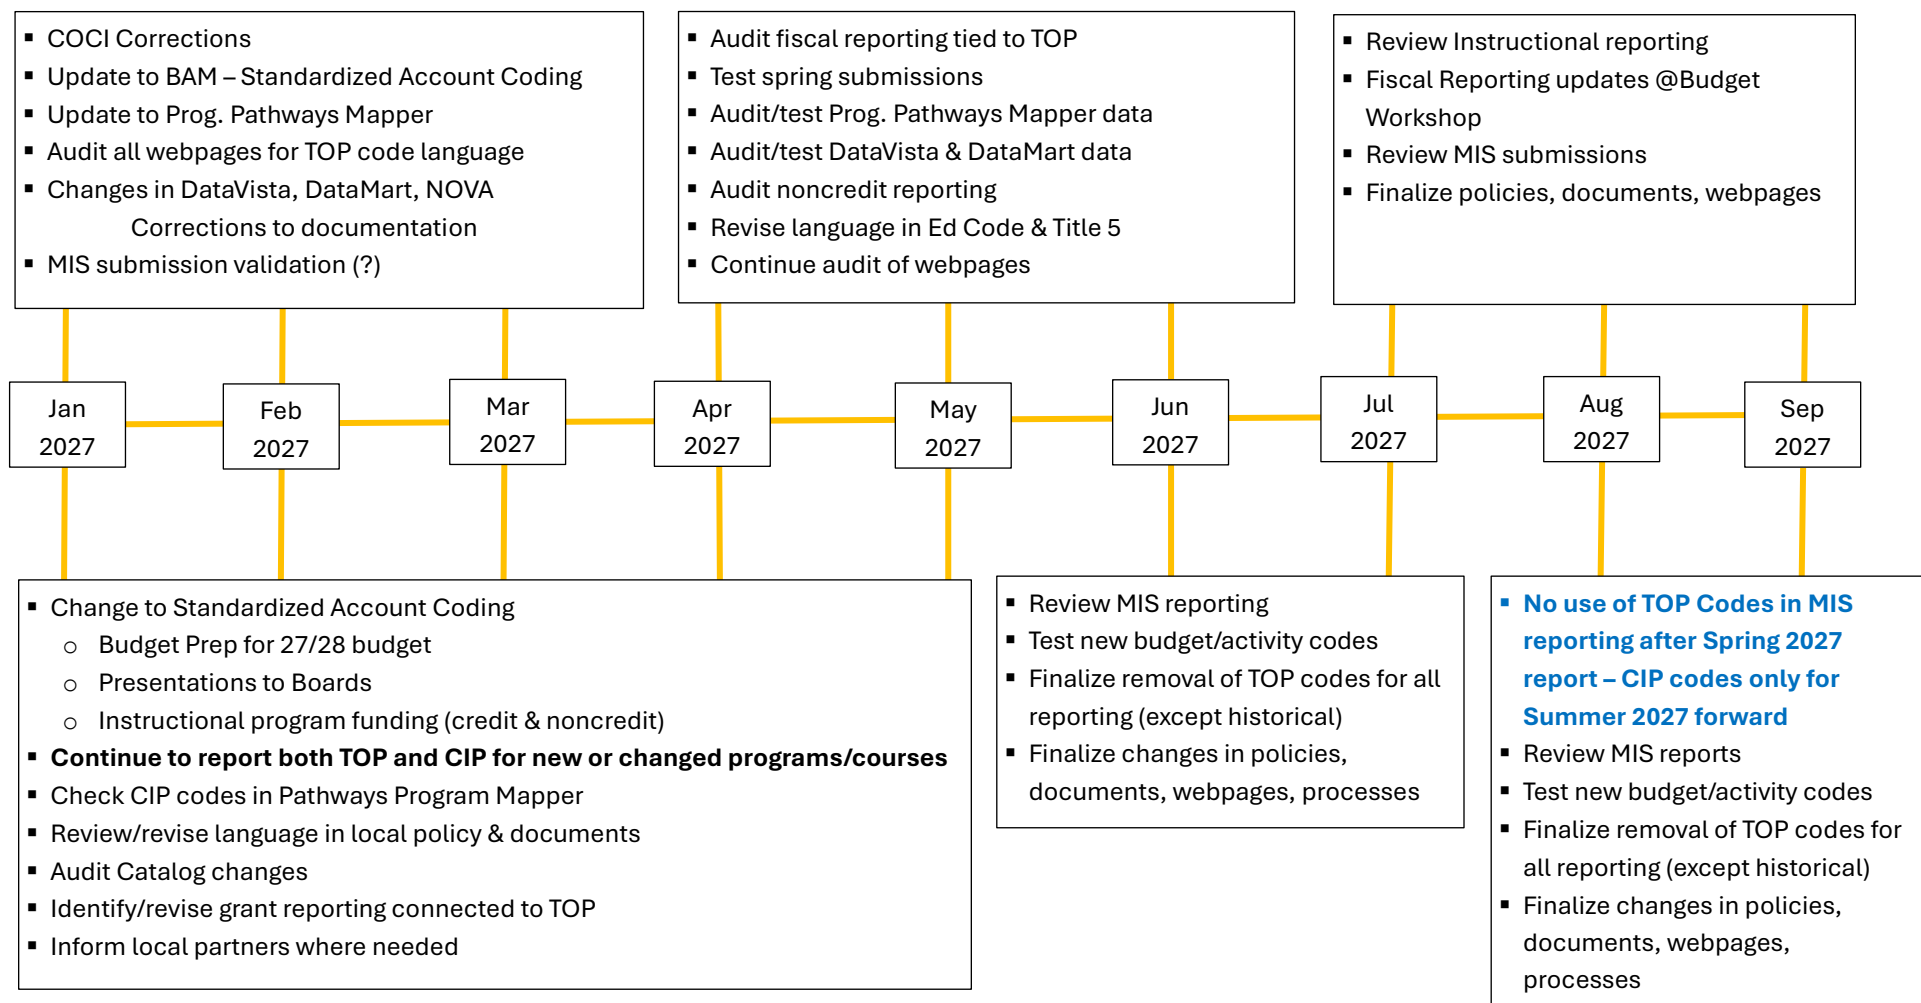 ▪ COCI Corrections
▪ Update to BAM – Standardized Account Coding
▪ Update to Prog. Pathways Mapper
▪ Audit all webpages for TOP code language
▪ Changes in DataVista, DataMart, NOVA
Corrections to documentation
▪ MIS submission validation (?)
▪ Audit fiscal reporting tied to TOP
▪ Test spring submissions
▪ Audit/test Prog. Pathways Mapper data
▪ Audit/test DataVista & DataMart data
▪ Audit noncredit reporting
▪ Revise language in Ed Code & Title 5
▪ Continue audit of webpages
▪ Review Instructional reporting
▪ Fiscal Reporting updates @Budget
Workshop
▪ Review MIS submissions
▪ Finalize policies, documents, webpages
Jan
2027
Feb
2027
Mar
2027
Apr
2027
May
2027
Jun
2027
Jul
2027
Aug
2027
Sep
2027
▪ Change to Standardized Account Coding
o Budget Prep for 27/28 budget
o Presentations to Boards
o Instructional program funding (credit & noncredit)
▪ Continue to report both TOP and CIP for new or changed programs/courses
▪ Check CIP codes in Pathways Program Mapper
▪ Review/revise language in local policy & documents
▪ Audit Catalog changes
▪ Identify/revise grant reporting connected to TOP
▪ Inform local partners where needed
▪ Review MIS reporting
▪ Test new budget/activity codes
▪ Finalize removal of TOP codes for all
reporting (except historical)
▪ Finalize changes in policies,
documents, webpages, processes
▪ No use of TOP Codes in MIS
reporting after Spring 2027
report – CIP codes only for
Summer 2027 forward
▪ Review MIS reports
▪ Test new budget/activity codes
▪ Finalize removal of TOP codes for
all reporting (except historical)
▪ Finalize changes in policies,
documents, webpages,
processes